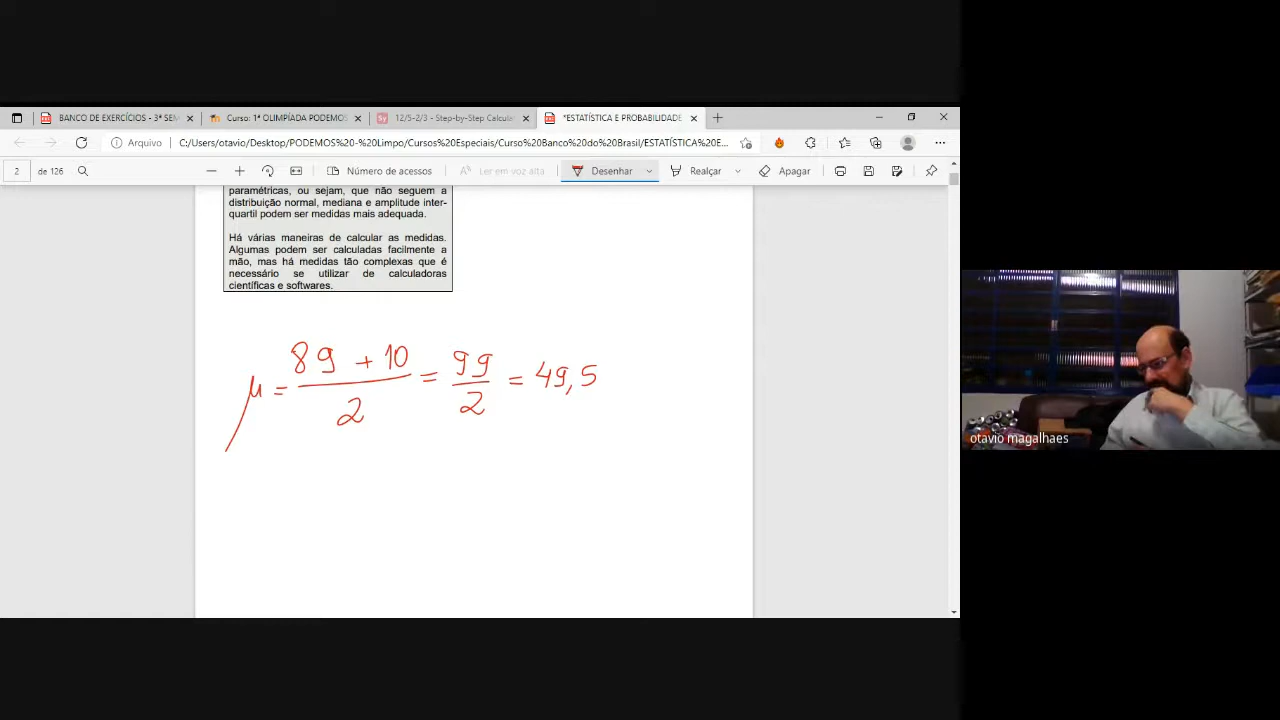 BANCO DE EXERCÍCIOS - 3ª SEM
Curso: 1ª OLIMPÍADA PODEMOS
12/5-2/3 - Step-by-Step Calcula
*ESTATÍSTICA E PROBABILIDADE
Arquivo
C:/Users/otavio/Desktop/PODEMOS%20-%20Limpo/Cursos%20Especiais/Curso%20Banco%20do%20Brasil/ESTATÍSTICA%20E...
2
de 126
Número de acessos
Ler em voz alta
Desenhar
Realçar
Apagar
paramétricas, ou sejam, que não seguem a
distribuição normal, mediana e amplitude inter-
quartil podem ser medidas mais adequada.
Há várias maneiras de calcular as medidas.
Algumas podem ser calculadas facilmente a
mão, mas há medidas tão complexas que é
necessário se utilizar de calculadoras
científicas e softwares.
μ = 89 + 10 / 2 = 99 / 2 = 49,5
otavio magalhaes